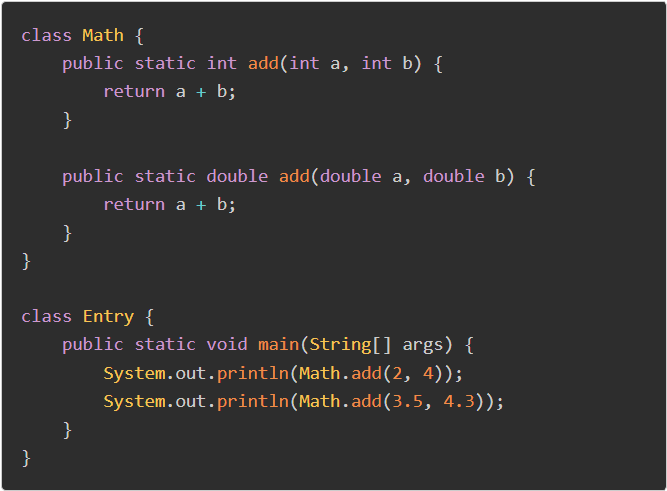 class Math {
    public static int add(int a, int b) {
        return a + b;
    }

    public static double add(double a, double b) {
        return a + b;
    }
}

class Entry {
    public static void main(String[] args) {
        System.out.println(Math.add(2, 4));
        System.out.println(Math.add(3.5, 4.3));
    }
}